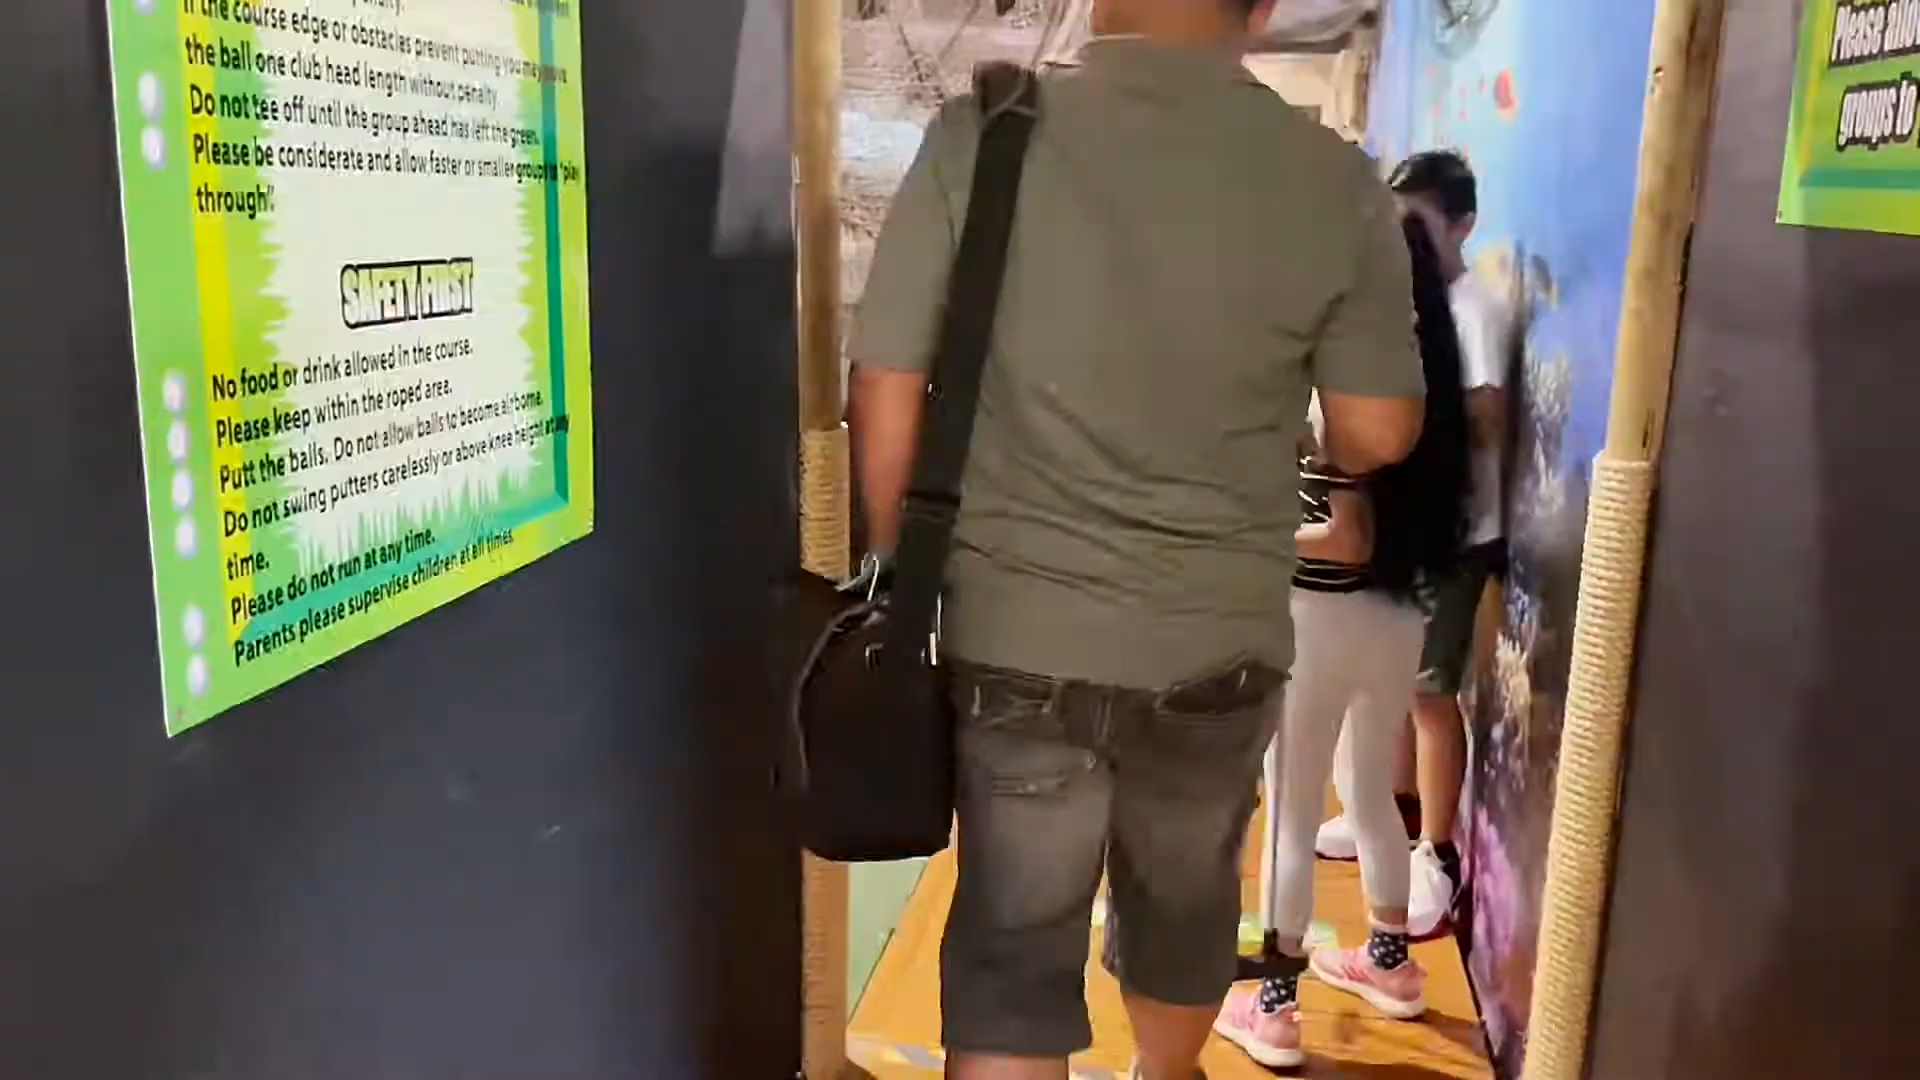 If the course edge or obstacles prevent putting you may move
the ball one club head length without penalty
Do not tee off until the group ahead has left the green.
Please be considerate and allow faster or smaller groups to "play
through".
SAFETY FIRST
No food or drink allowed in the course.
Please keep within the roped area.
Putt the balls. Do not allow balls to become airborne.
Do not swing putters carelessly or above knee height at any
time.
Please do not run at any time.
Parents please supervise children at all times.
Please allow
groups to